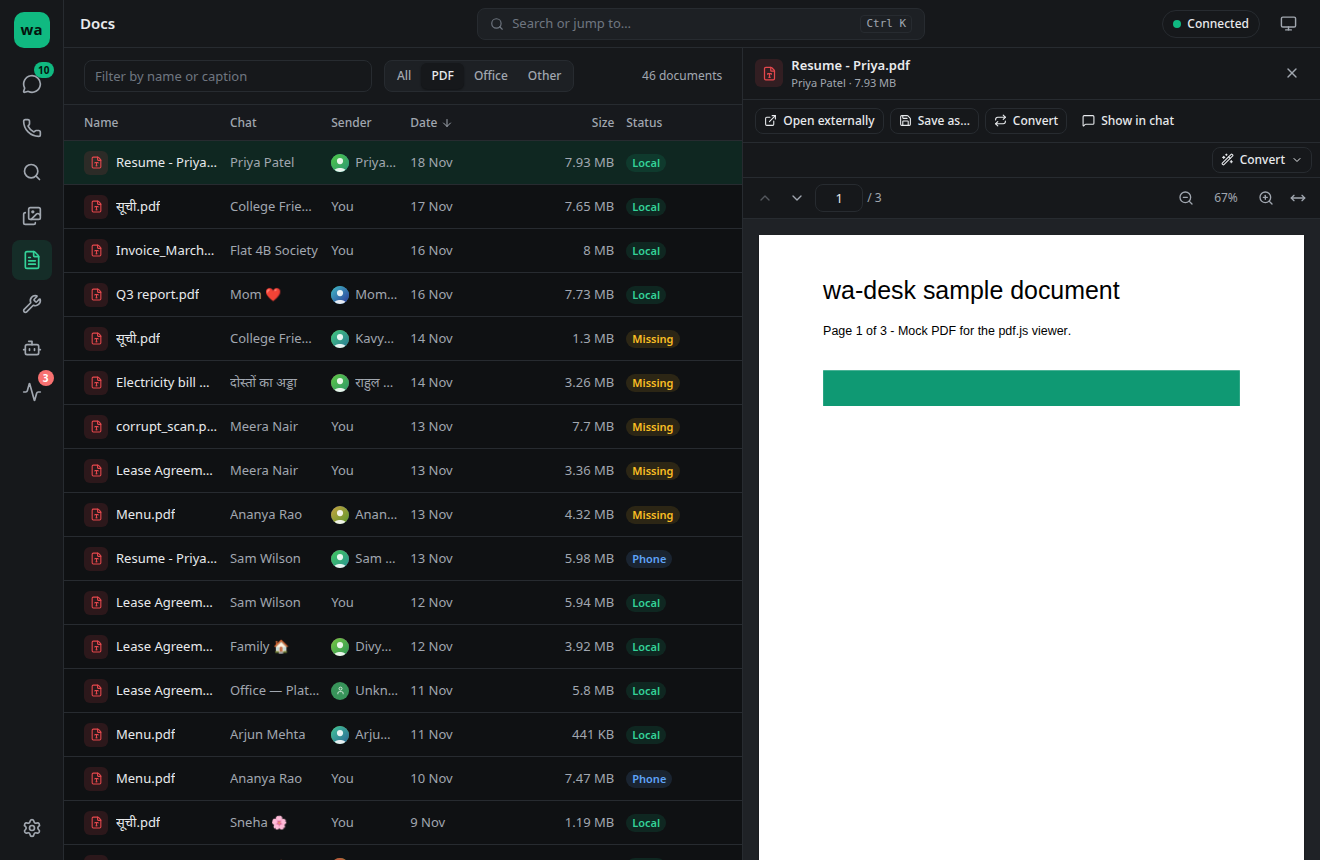 wa
Docs
Search or jump to...
Ctrl K
Connected
10
3
Filter by name or caption
All PDF Office Other
46 documents
Name Chat Sender Date Size Status
Resume - Priya... Priya Patel Priya... 18 Nov 7.93 MB Local
सूची.pdf College Frie... You 17 Nov 7.65 MB Local
Invoice_March... Flat 4B Society You 16 Nov 8 MB Local
Q3 report.pdf Mom ❤️ Mom... 16 Nov 7.73 MB Local
सूची.pdf College Frie... Kavy... 14 Nov 1.3 MB Missing
Electricity bill ... दोस्तों का अड्डा राहुल ... 14 Nov 3.26 MB Missing
corrupt_scan.p... Meera Nair You 13 Nov 7.7 MB Missing
Lease Agreem... Meera Nair You 13 Nov 3.36 MB Missing
Menu.pdf Ananya Rao Anan... 13 Nov 4.32 MB Missing
Resume - Priya... Sam Wilson Sam ... 13 Nov 5.98 MB Phone
Lease Agreem... Sam Wilson You 12 Nov 5.94 MB Local
Lease Agreem... Family 🏠 Divy... 12 Nov 3.92 MB Local
Lease Agreem... Office — Plat... Unkn... 11 Nov 5.8 MB Local
Menu.pdf Arjun Mehta Arju... 11 Nov 441 KB Local
Menu.pdf Ananya Rao You 10 Nov 7.47 MB Phone
सूची.pdf Sneha 🌸 You 9 Nov 1.19 MB Local
Resume - Priya.pdf
Priya Patel · 7.93 MB
Open externally Save as... Convert Show in chat
Convert
1 / 3
67%
wa-desk sample document
Page 1 of 3 - Mock PDF for the pdf.js viewer.